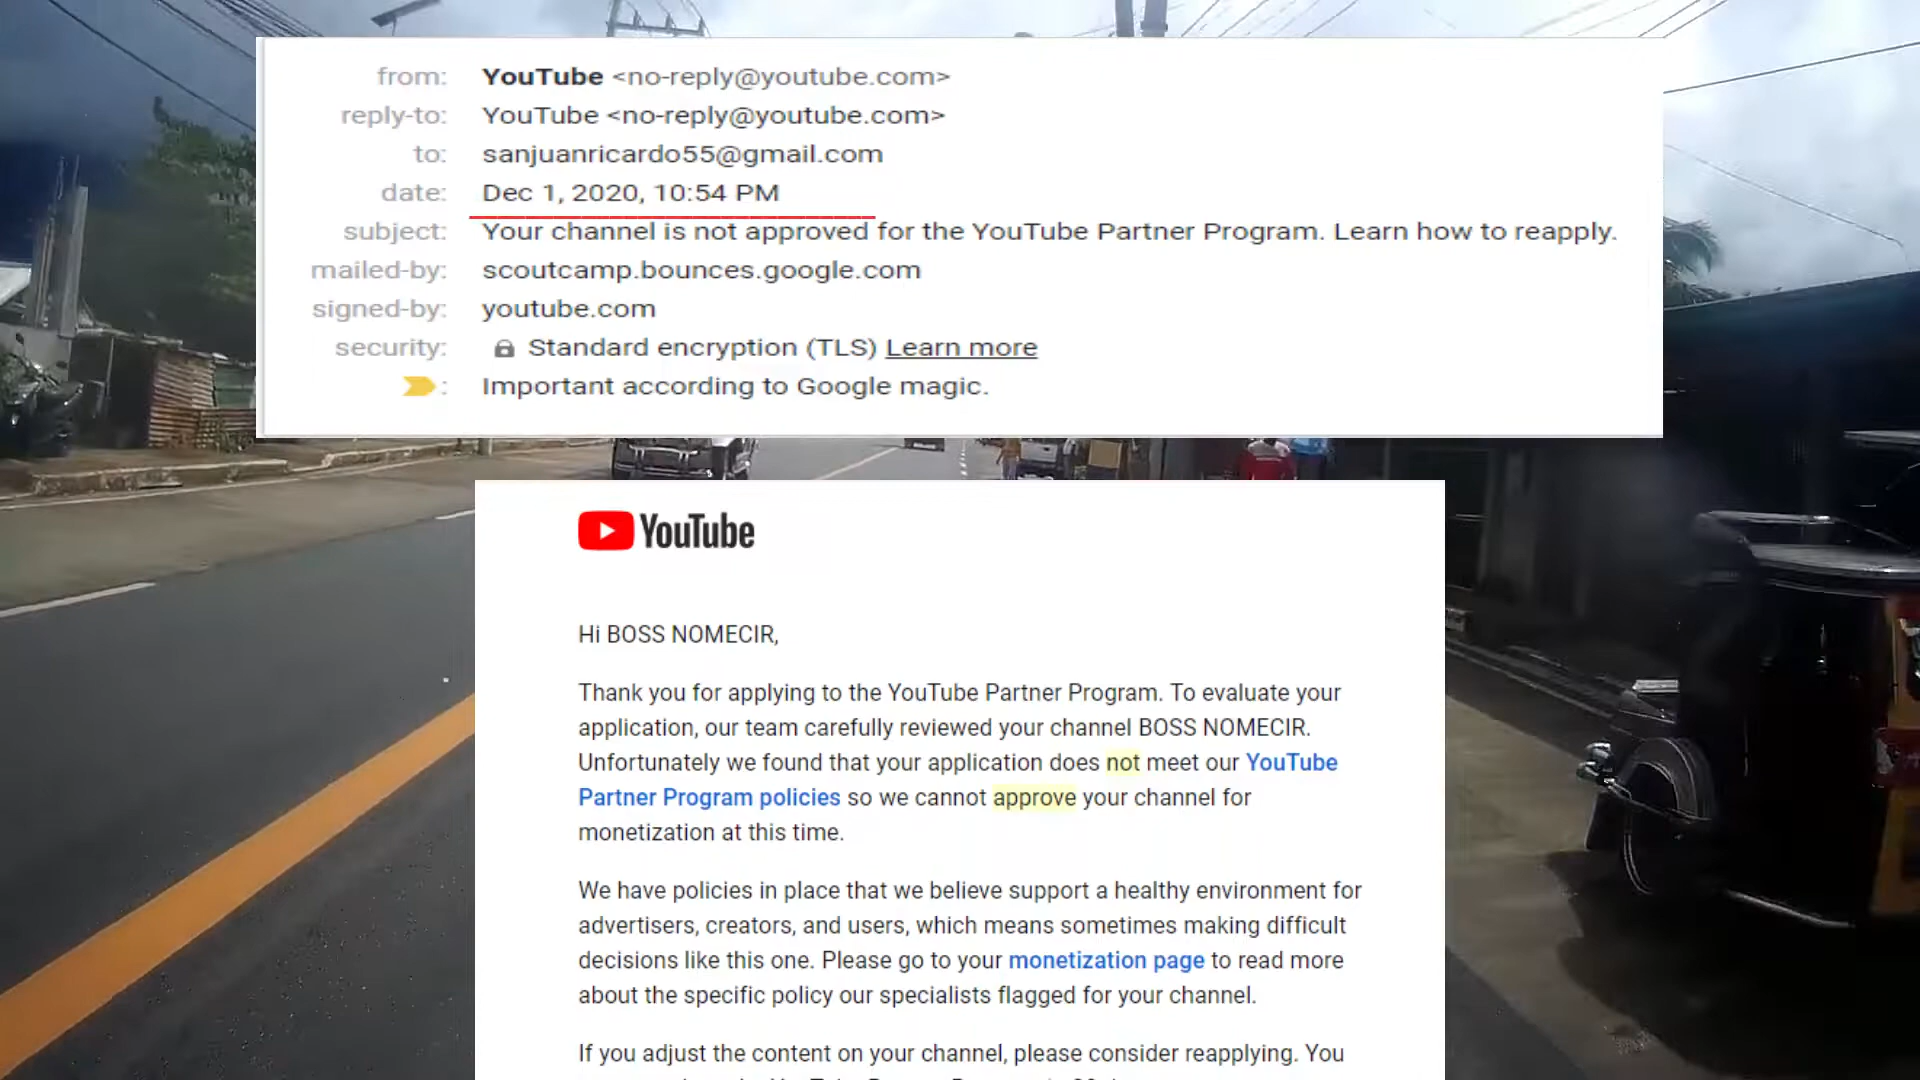 from: YouTube <no-reply@youtube.com>
reply-to: YouTube <no-reply@youtube.com>
to: sanjuanricardo55@gmail.com
date: Dec 1, 2020, 10:54 PM
subject: Your channel is not approved for the YouTube Partner Program. Learn how to reapply.
mailed-by: scoutcamp.bounces.google.com
signed-by: youtube.com
security: Standard encryption (TLS) Learn more
: Important according to Google magic.
YouTube
Hi BOSS NOMECIR,
Thank you for applying to the YouTube Partner Program. To evaluate your
application, our team carefully reviewed your channel BOSS NOMECIR.
Unfortunately we found that your application does not meet our YouTube
Partner Program policies so we cannot approve your channel for
monetization at this time.
We have policies in place that we believe support a healthy environment for
advertisers, creators, and users, which means sometimes making difficult
decisions like this one. Please go to your monetization page to read more
about the specific policy our specialists flagged for your channel.
If you adjust the content on your channel, please consider reapplying. You